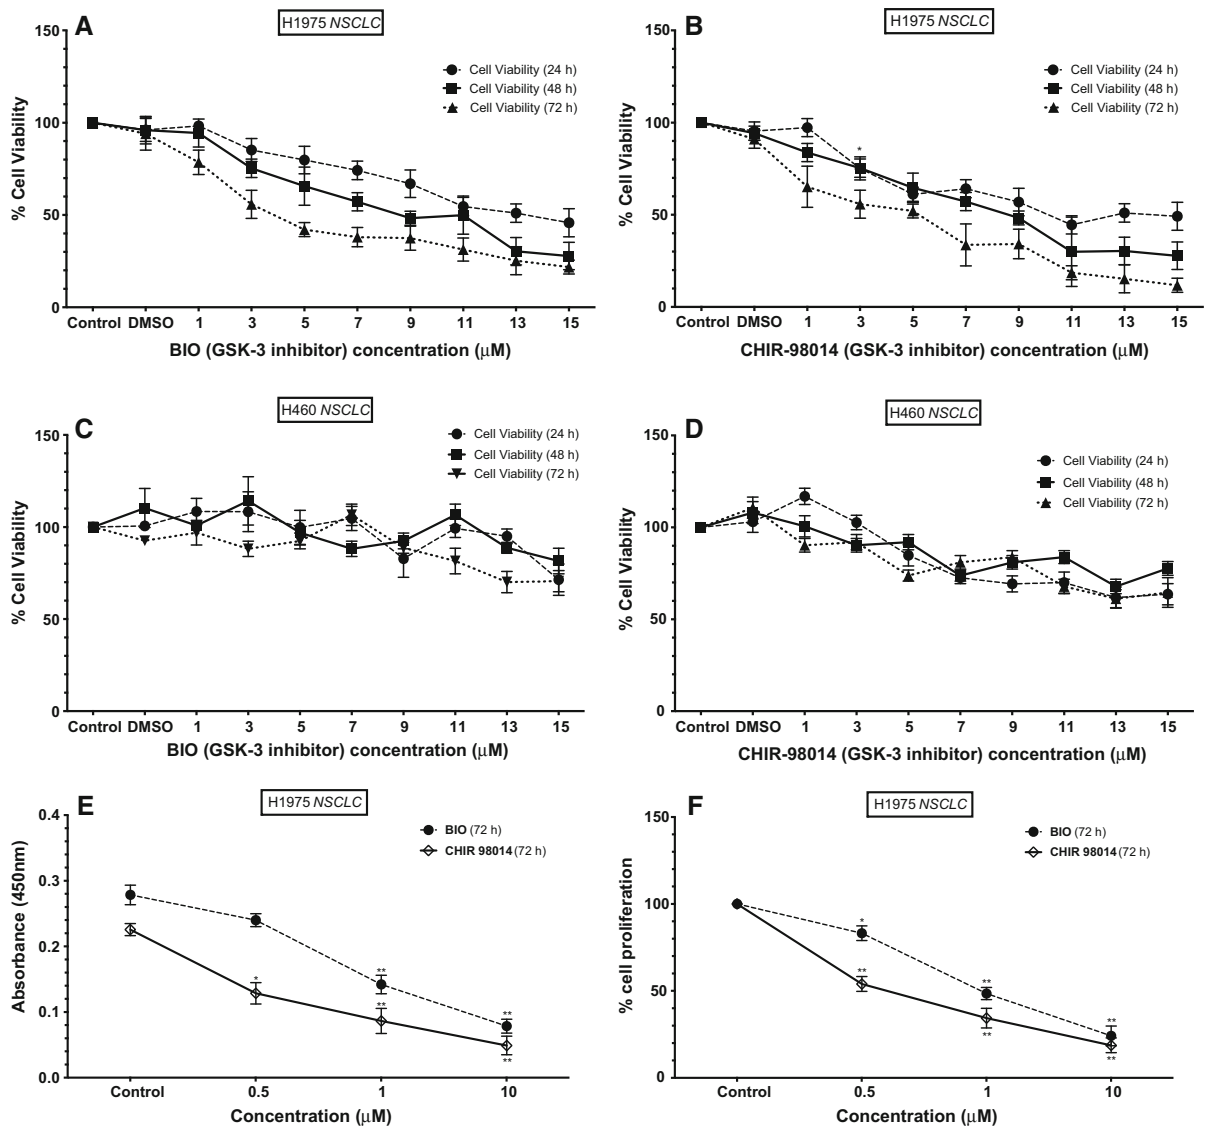 A
H1975 NSCLC
150
100
50
0
% Cell Viability
Cell Viability (24 h)
Cell Viability (48 h)
Cell Viability (72 h)
Control DMSO 1 3 5 7 9 11 13 15
BIO (GSK-3 inhibitor) concentration (μM)
B
H1975 NSCLC
150
100
50
0
% Cell Viability
Cell Viability (24 h)
Cell Viability (48 h)
Cell Viability (72 h)
*
Control DMSO 1 3 5 7 9 11 13 15
CHIR-98014 (GSK-3 inhibitor) concentration (μM)
C
H460 NSCLC
150
100
50
0
% Cell Viability
Cell Viability (24 h)
Cell Viability (48 h)
Cell Viability (72 h)
Control DMSO 1 3 5 7 9 11 13 15
BIO (GSK-3 inhibitor) concentration (μM)
D
H460 NSCLC
150
100
50
0
% Cell Viability
Cell Viability (24 h)
Cell Viability (48 h)
Cell Viability (72 h)
Control DMSO 1 3 5 7 9 11 13 15
CHIR-98014 (GSK-3 inhibitor) concentration (μM)
E
H1975 NSCLC
0.4
0.3
0.2
0.1
0.0
Absorbance (450nm)
BIO (72 h)
CHIR 98014 (72 h)
*
**
**
**
**
Control 0.5 1 10
Concentration (μM)
F
H1975 NSCLC
150
100
50
0
% cell proliferation
BIO (72 h)
CHIR 98014 (72 h)
*
**
**
**
**
**
Control 0.5 1 10
Concentration (μM)